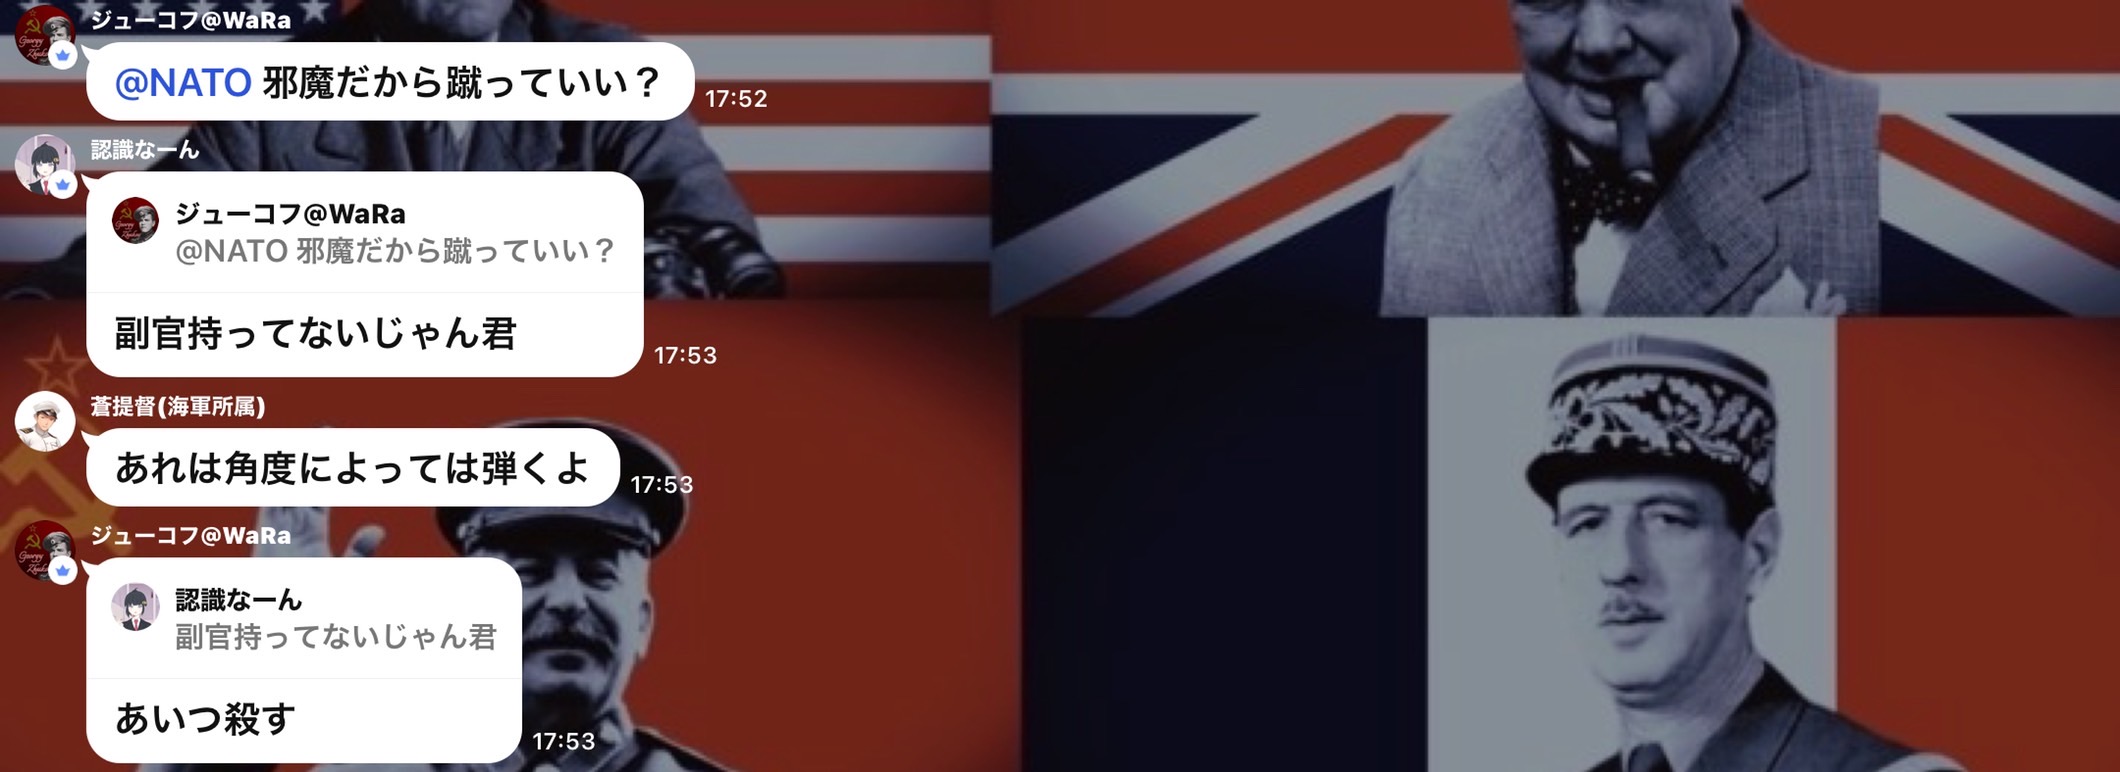 ジューコフ@WaRa
@NATO 邪魔だから蹴っていい？
17:52
認識なーん
ジューコフ@WaRa
@NATO 邪魔だから蹴っていい？
副官持ってないじゃん君
17:53
蒼提督(海軍所属)
あれは角度によっては弾くよ
17:53
ジューコフ@WaRa
認識なーん
副官持ってないじゃん君
あいつ殺す
17:53